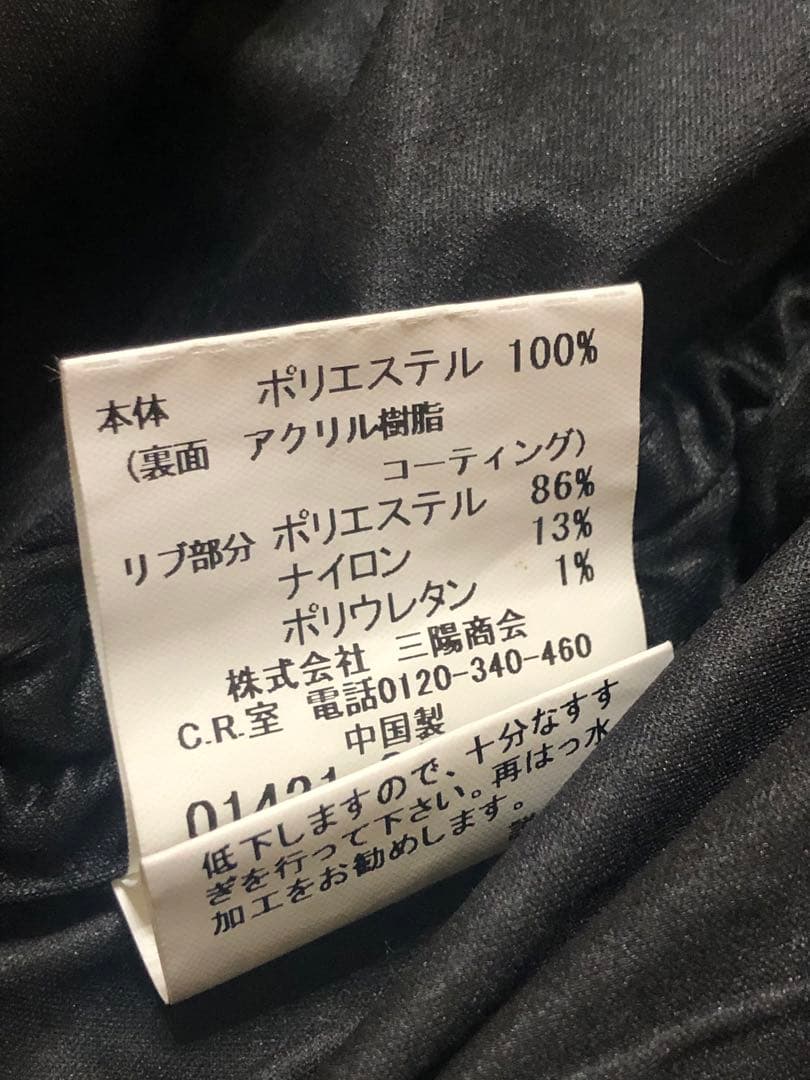 本体 ポリエステル 100%
(裏面 アクリル樹脂
コーティング)
リブ部分 ポリエステル 86%
ナイロン 13%
ポリウレタン 1%
株式会社 三陽商会
C.R.室 電話0120-340-460
中国製
低下しますので、十分なすす
ぎを行って下さい。再はっ水
加工をお勧めします。